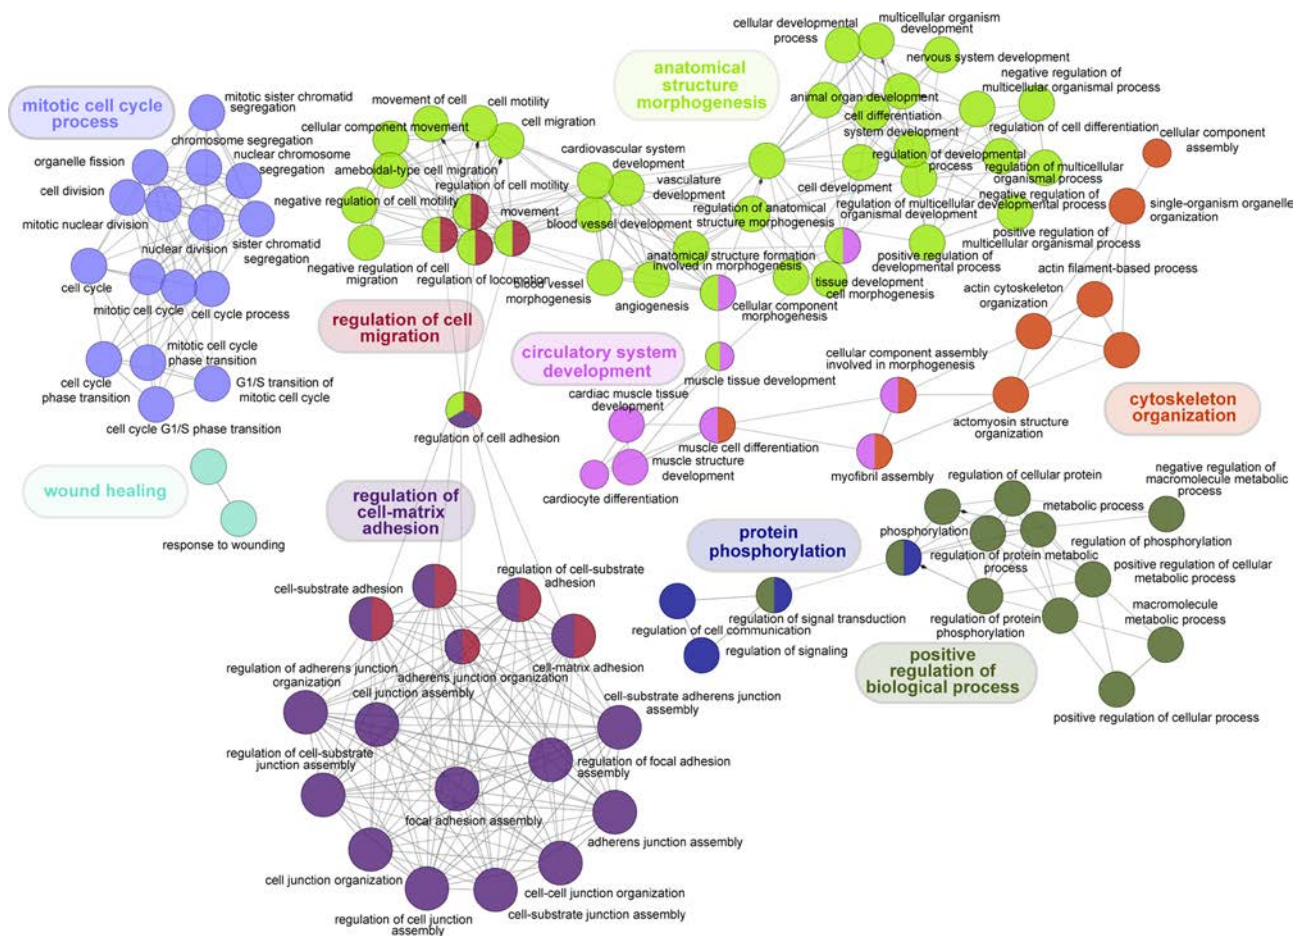 mitotic cell cycle
process
mitotic sister chromatid
segregation
chromosome segregation
nuclear chromosome
segregation
organelle fission
cell division
mitotic nuclear division
nuclear division
sister chromatid
segregation
cell cycle
mitotic cell cycle
cell cycle process
mitotic cell cycle
phase transition
cell cycle
phase transition
G1/S transition of
mitotic cell cycle
cell cycle G1/S phase transition
wound healing
response to wounding
movement of cell
cell motility
cell migration
cellular component movement
ameboidal-type cell migration
regulation of cell motility
negative regulation of cell motility
movement
negative regulation of cell
migration
regulation of locomotion
regulation of cell
migration
anatomical
structure
morphogenesis
cellular developmental
process
multicellular organism
development
nervous system development
negative regulation of
multicellular organismal process
animal organ development
cell differentiation
system development
regulation of cell differentiation
regulation of developmental
process
regulation of multicellular
organismal process
cell development
negative regulation of
regulation of multicellular developmental process
organismal development
cardiovascular system
development
vasculature
development
regulation of anatomical
structure morphogenesis
blood vessel development
positive regulation of
multicellular organismal process
anatomical structure formation
involved in morphogenesis
positive regulation of
developmental process
blood vessel
morphogenesis
angiogenesis
tissue development
cell morphogenesis
cellular component
morphogenesis
cellular component
assembly
single-organism organelle
organization
actin filament-based process
actin cytoskeleton
organization
cytoskeleton
organization
actomyosin structure
organization
cellular component assembly
involved in morphogenesis
myofibril assembly
circulatory system
development
muscle tissue development
cardiac muscle tissue
development
muscle cell differentiation
muscle structure
development
cardiocyte differentiation
regulation of cell adhesion
regulation of
cell-matrix
adhesion
cell-substrate adhesion
regulation of cell-substrate
adhesion
cell-matrix adhesion
adherens junction organization
regulation of adherens junction
organization
cell junction assembly
cell-substrate adherens junction
assembly
regulation of cell-substrate
junction assembly
regulation of focal adhesion
assembly
focal adhesion assembly
adherens junction assembly
cell junction organization
cell-cell junction organization
regulation of cell junction
assembly
cell-substrate junction assembly
protein
phosphorylation
regulation of signal transduction
regulation of cell communication
regulation of signaling
regulation of cellular protein
metabolic process
negative regulation of
macromolecule metabolic
process
phosphorylation
regulation of phosphorylation
regulation of protein metabolic
process
positive regulation of cellular
metabolic process
regulation of protein
phosphorylation
macromolecule
metabolic process
positive
regulation of
biological process
positive regulation of cellular process